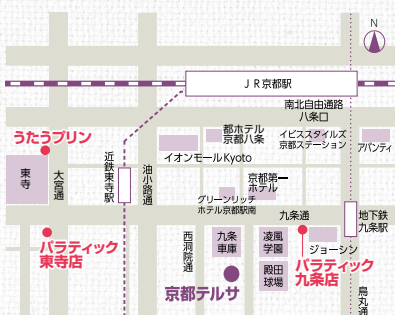 N
JR京都駅
南北自由通路
八条口
うたうプリン
都ホテル
京都八条
イビススタイルズ
京都ステーション
アバンティ
イオンモールKyoto
東寺
大宮通
近鉄東寺駅
油小路通
京都第一
ホテル
グリーンリッチ
ホテル京都駅南
九条通
地下鉄
九条駅
パラティッ​ク
東寺店
西洞院通
九条
車庫
凌風
学園
ジョーシン
パラティック
九条店
殿田
球場
京都テルサ
烏丸通